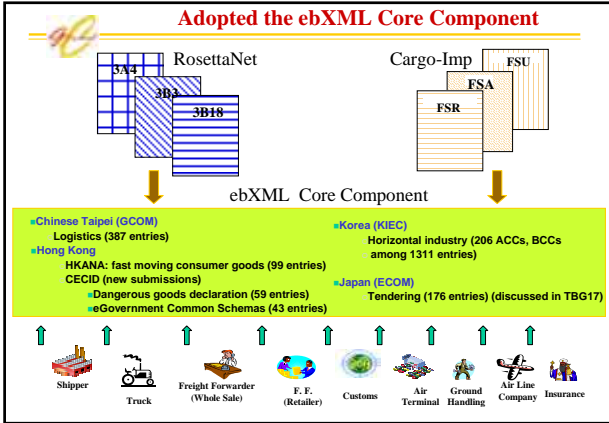 Adopted the ebXML Core Component
RosettaNet
Cargo-Imp
3A4
3B3
3B18
FSU
FSA
FSR
ebXML Core Component
Chinese Taipei (GCOM)
Logistics (387 entries)
Hong Kong
HKANA: fast moving consumer goods (99 entries)
CECID (new submissions)
Dangerous goods declaration (59 entries)
eGovernment Common Schemas (43 entries)
Korea (KIEC)
Horizontal industry (206 ACCs, BCCs
among 1311 entries)
Japan (ECOM)
Tendering (176 entries) (discussed in TBG17)
Shipper
Truck
Freight Forwarder
(Whole Sale)
F. F.
(Retailer)
Customs
Air
Terminal
Ground
Handling
Air Line
Company
Insurance